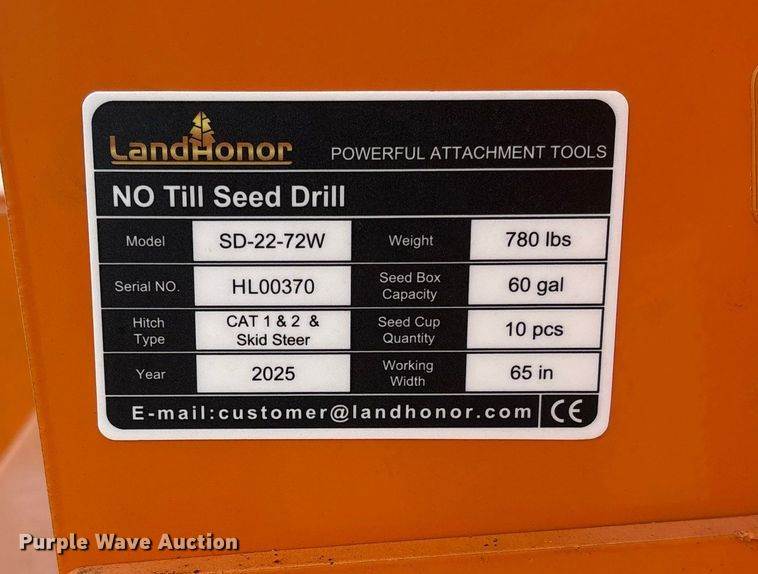 LandHonor POWERFUL ATTACHMENT TOOLS
NO Till Seed Drill
Model SD-22-72W Weight 780 lbs
Serial NO. HL00370 Seed Box Capacity 60 gal
Hitch Type CAT 1 & 2 & Skid Steer Seed Cup Quantity 10 pcs
Year 2025 Working Width 65 in
E-mail:customer@landhonor.com CE
Purple Wave Auction